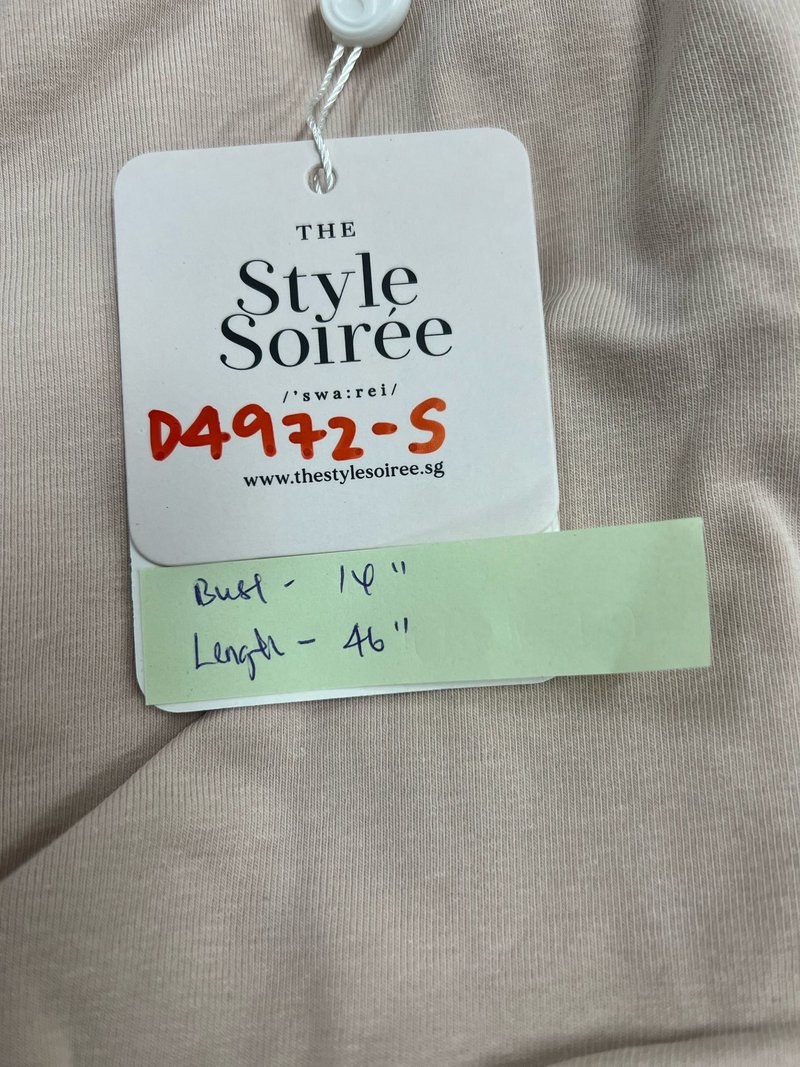 THE
Style
Soirée
/'swa:rei/
D4972-S
www.thestylesoiree.sg
Bust - 14"
Length - 46"